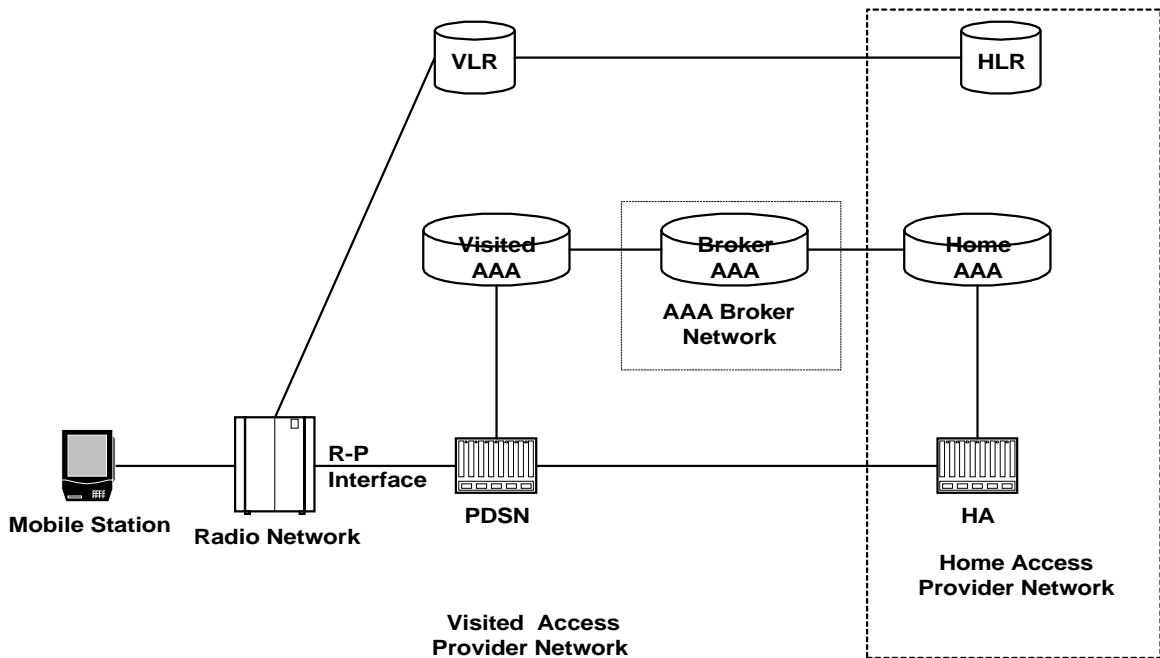 VLR
HLR
Visited
AAA
Broker
AAA
Home
AAA
AAA Broker
Network
R-P
Interface
Mobile Station
Radio Network
PDSN
HA
Home Access
Provider Network
Visited Access
Provider Network